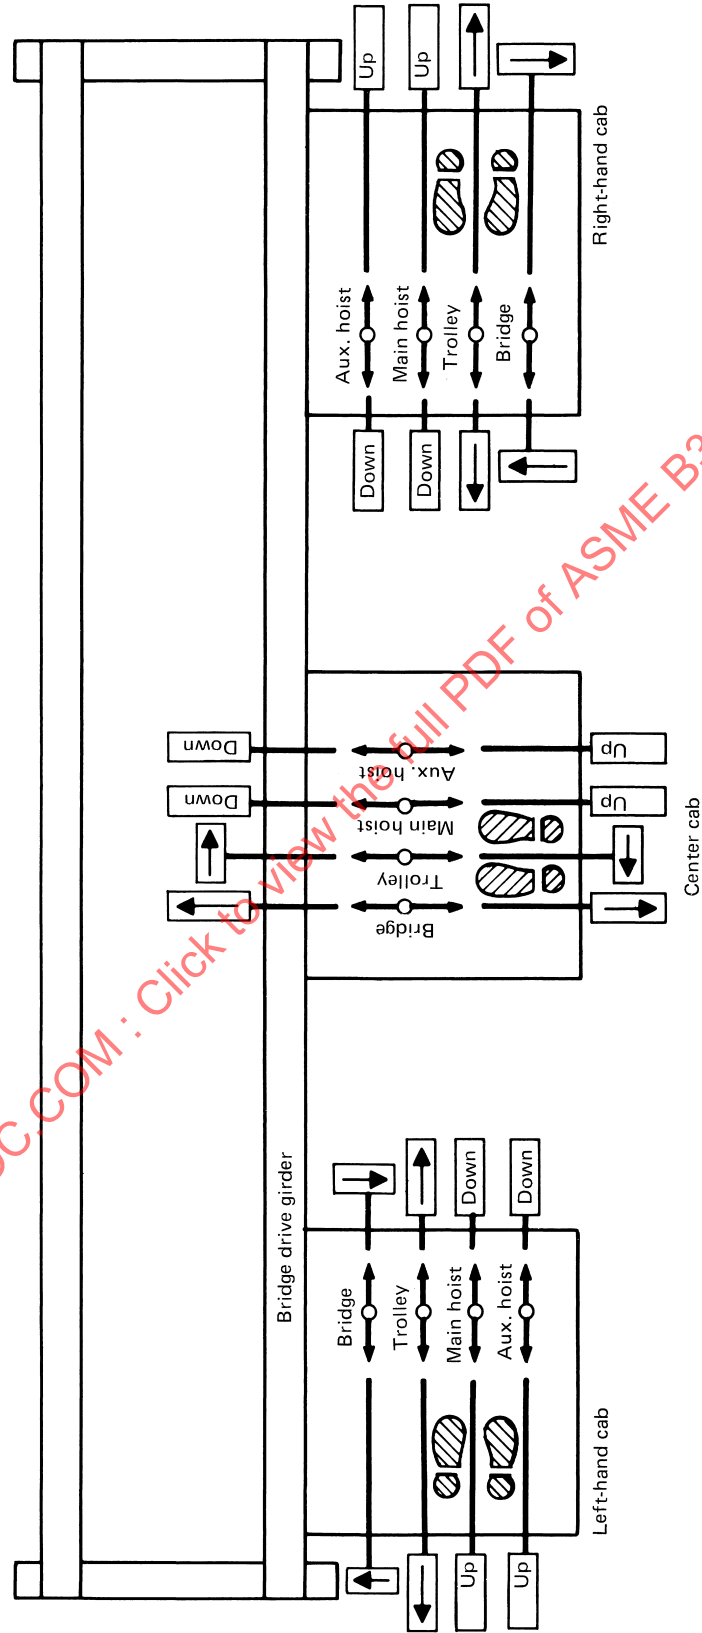 Up
Up
Right-hand cab
Aux. hoist
Main hoist
Trolley
Bridge
Down
Down
Down
Down
Aux. hoist
Main hoist
Trolley
Bridge
Up
Up
Center cab
Bridge drive girder
Down
Down
Bridge
Trolley
Main hoist
Aux. hoist
Left-hand cab
Up
Up
C.COM : Click to view the full PDF of ASME B3